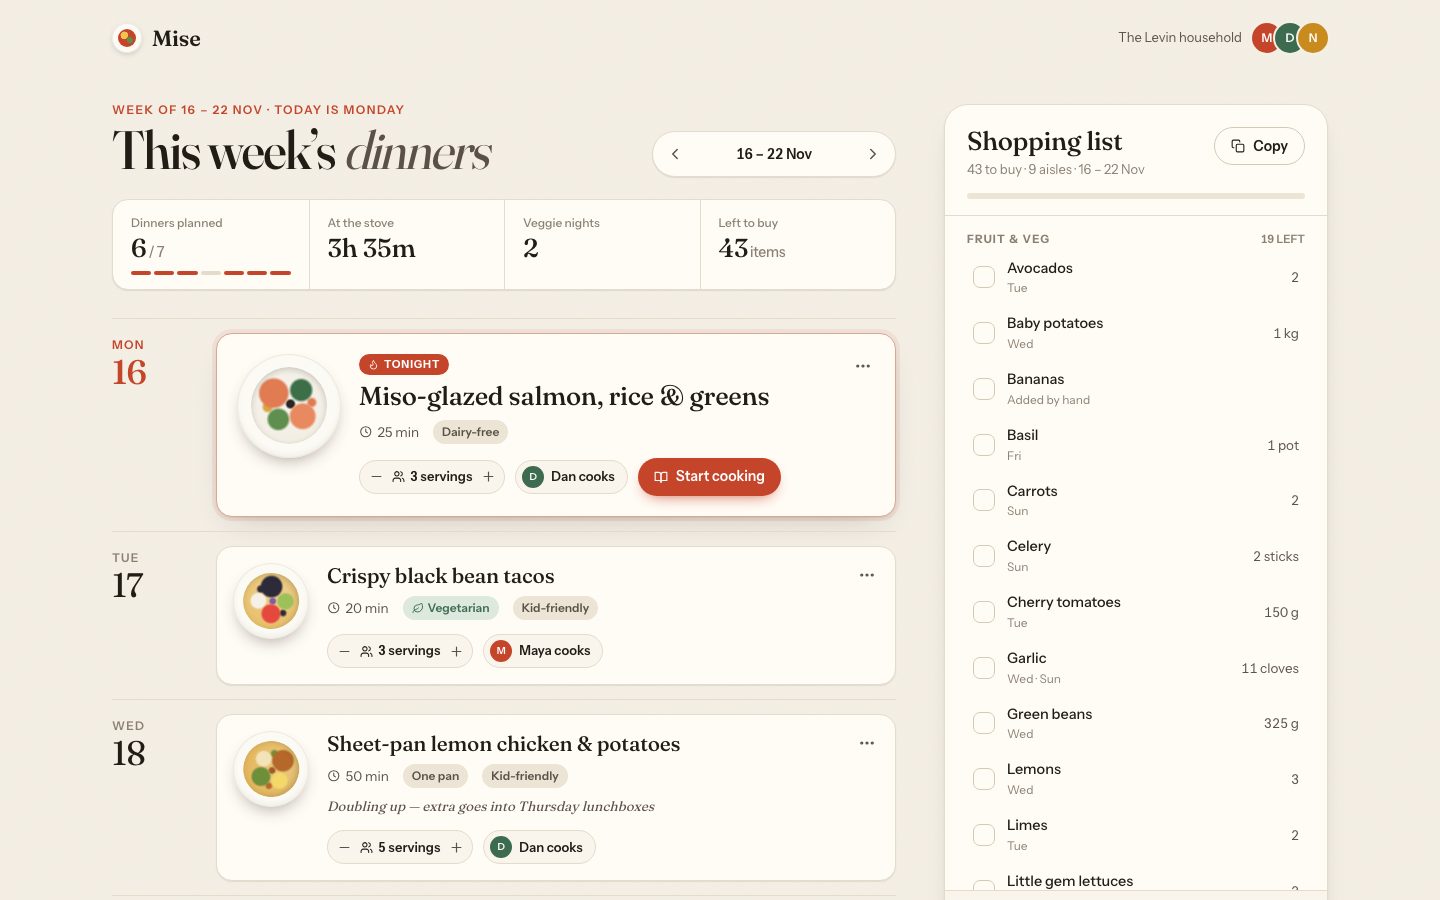 Mise
The Levin household
M D N
WEEK OF 16 – 22 NOV · TODAY IS MONDAY
This week's dinners
16 – 22 Nov
Dinners planned
6 / 7
At the stove
3h 35m
Veggie nights
2
Left to buy
43 items
MON
16
TONIGHT
Miso-glazed salmon, rice & greens
25 min
Dairy-free
3 servings
D Dan cooks
Start cooking
TUE
17
Crispy black bean tacos
20 min
Vegetarian
Kid-friendly
3 servings
M Maya cooks
WED
18
Sheet-pan lemon chicken & potatoes
50 min
One pan
Kid-friendly
Doubling up — extra goes into Thursday lunchboxes
5 servings
D Dan cooks
Shopping list
Copy
43 to buy · 9 aisles · 16 – 22 Nov
FRUIT & VEG
19 LEFT
Avocados
Tue
2
Baby potatoes
Wed
1 kg
Bananas
Added by hand
Basil
Fri
1 pot
Carrots
Sun
2
Celery
Sun
2 sticks
Cherry tomatoes
Tue
150 g
Garlic
Wed · Sun
11 cloves
Green beans
Wed
325 g
Lemons
Wed
3
Limes
Tue
2
Little gem lettuces